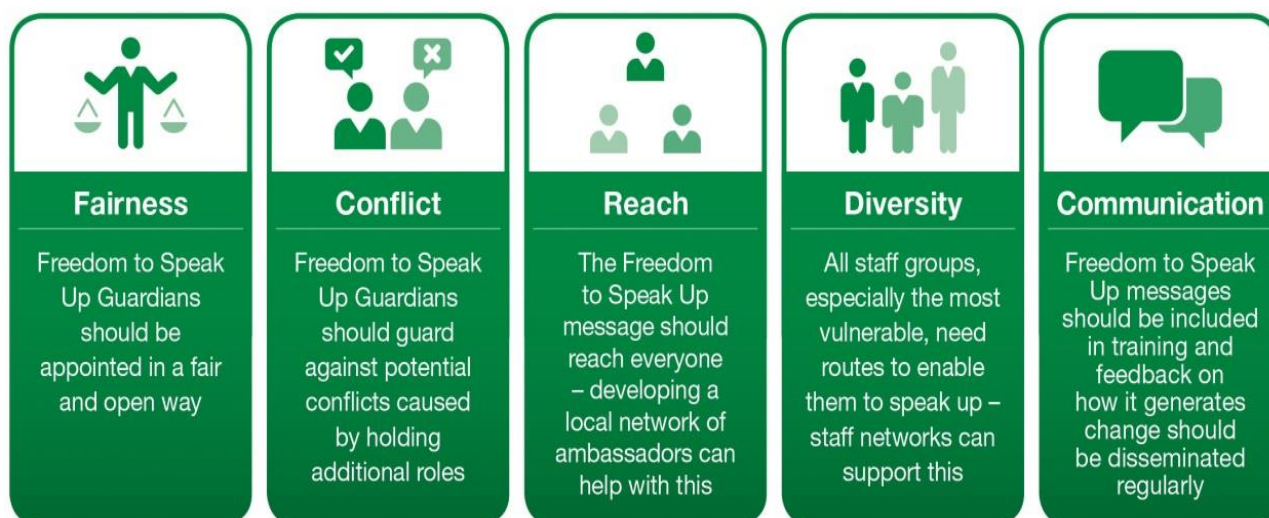 Fairness
Freedom to Speak
Up Guardians
should be
appointed in a fair
and open way
Conflict
Freedom to Speak
Up Guardians
should guard
against potential
conflicts caused
by holding
additional roles
Reach
The Freedom
to Speak Up
message should
reach everyone
– developing a
local network of
ambassadors can
help with this
Diversity
All staff groups,
especially the most
vulnerable, need
routes to enable
them to speak up –
staff networks can
support this
Communication
Freedom to Speak
Up messages
should be included
in training and
feedback on
how it generates
change should
be disseminated
regularly